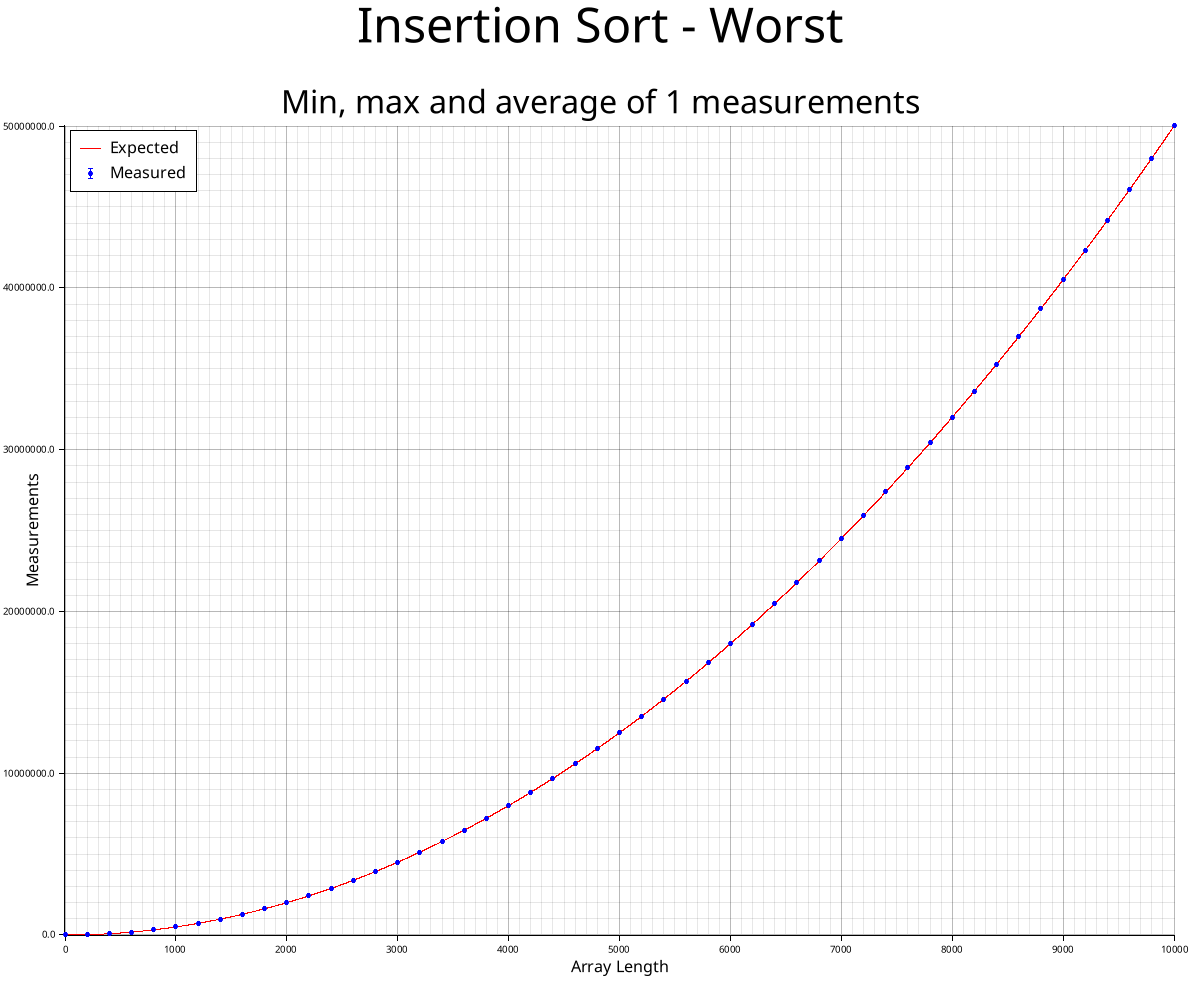 Insertion Sort - Worst
Min, max and average of 1 measurements
50000000.0
Expected
Measured
40000000.0
30000000.0
Measurements
20000000.0
10000000.0
0.0
0 1000 2000 3000 4000 5000 6000 7000 8000 9000 10000
Array Length